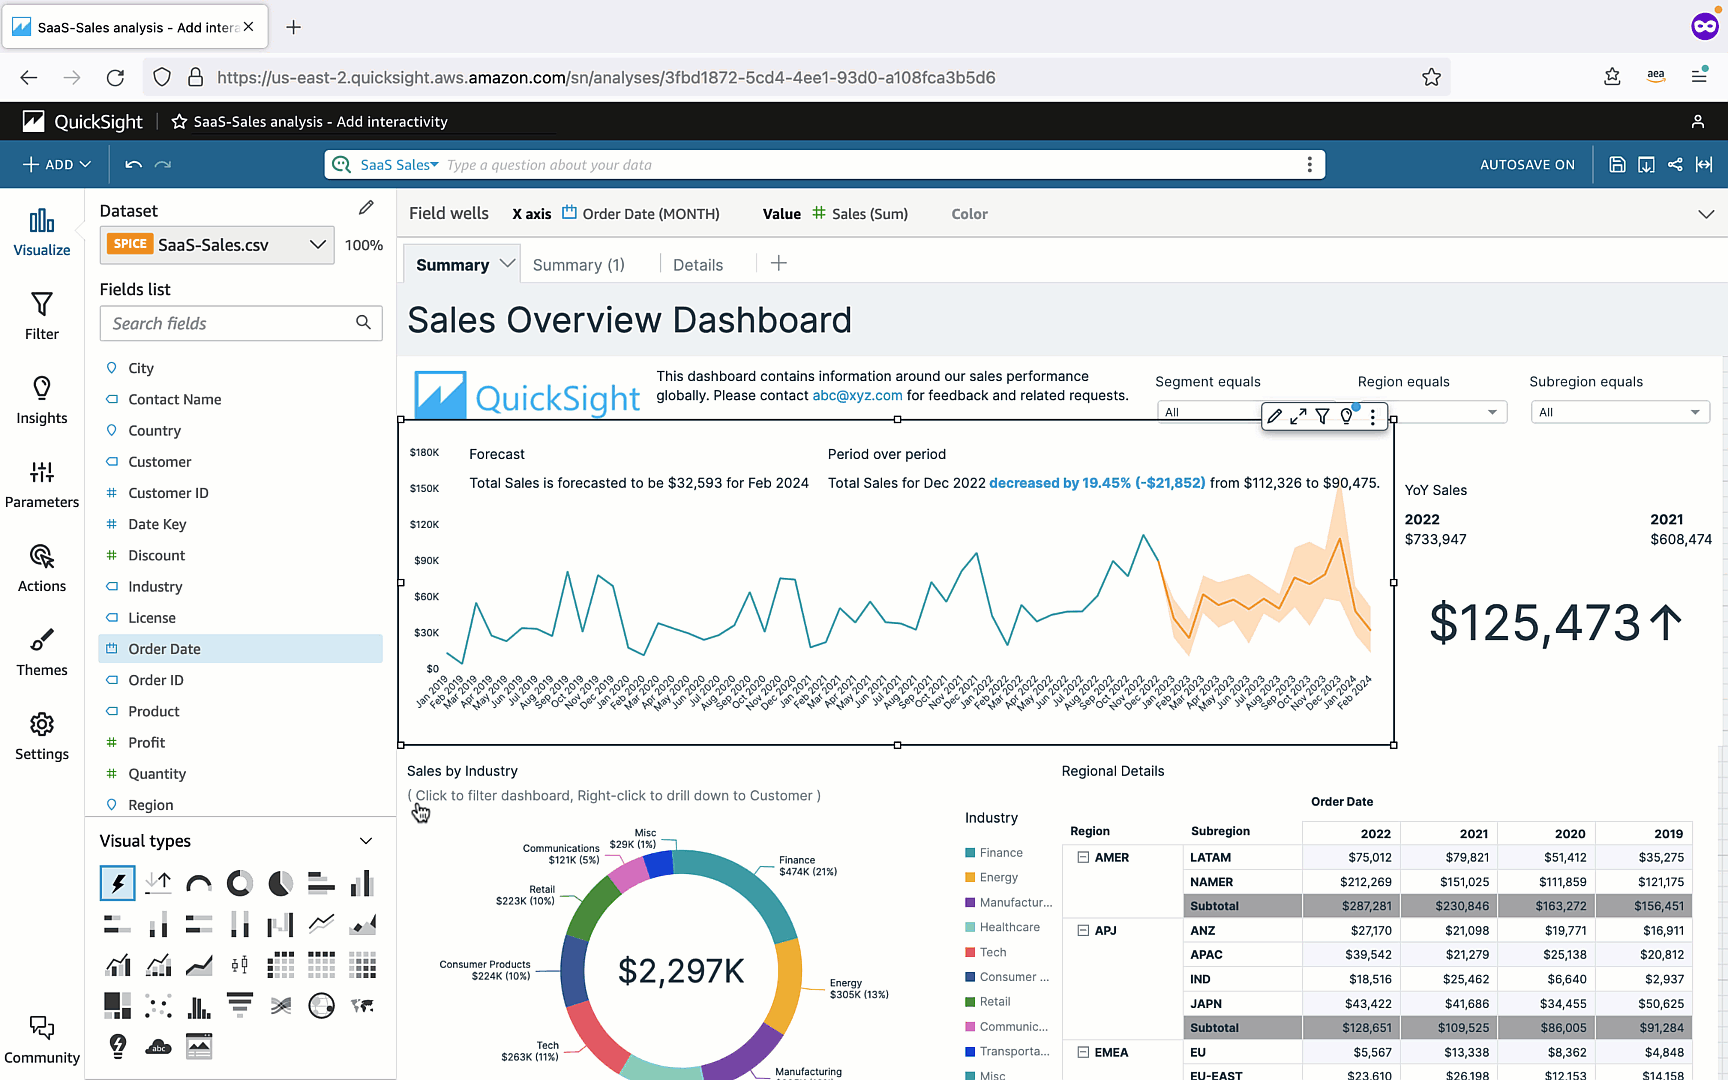 SaaS-Sales analysis - Add intera
https://us-east-2.quicksight.aws.amazon.com/sn/analyses/3fbd1872-5cd4-4ee1-93d0-a108fca3b5d6
aea
QuickSight
SaaS-Sales analysis - Add interactivity
ADD
SaaS Sales
Type a question about your data
AUTOSAVE ON
Visualize
Filter
Insights
Parameters
Actions
Themes
Settings
Community
Dataset
SPICE SaaS-Sales.csv
100%
Fields list
Search fields
City
Contact Name
Country
Customer
Customer ID
Date Key
Discount
Industry
License
Order Date
Order ID
Product
Profit
Quantity
Region
Visual types
abc
Field wells
X axis Order Date (MONTH)
Value Sales (Sum)
Color
Summary
Summary (1)
Details
Sales Overview Dashboard
QuickSight
This dashboard contains information around our sales performance
globally. Please contact abc@xyz.com for feedback and related requests.
Segment equals
All
Region equals
Subregion equals
All
Forecast
Total Sales is forecasted to be $32,593 for Feb 2024
Period over period
Total Sales for Dec 2022 decreased by 19.45% (-$21,852) from $112,326 to $90,475.
$180K
$150K
$120K
$90K
$60K
$30K
$0
Jan 2019
Feb 2019
Mar 2019
Apr 2019
May 2019
Jun 2019
Jul 2019
Aug 2019
Sep 2019
Oct 2019
Nov 2019
Dec 2019
Jan 2020
Feb 2020
Mar 2020
Apr 2020
May 2020
Jun 2020
Jul 2020
Aug 2020
Sep 2020
Oct 2020
Nov 2020
Dec 2020
Jan 2021
Feb 2021
Mar 2021
Apr 2021
May 2021
Jun 2021
Jul 2021
Aug 2021
Sep 2021
Oct 2021
Nov 2021
Dec 2021
Jan 2022
Feb 2022
Mar 2022
Apr 2022
May 2022
Jun 2022
Jul 2022
Aug 2022
Sep 2022
Oct 2022
Nov 2022
Dec 2022
Jan 2023
Feb 2023
Mar 2023
Apr 2023
May 2023
Jun 2023
Jul 2023
Aug 2023
Sep 2023
Oct 2023
Nov 2023
Dec 2023
Jan 2024
Feb 2024
YoY Sales
2022 2021
$733,947 $608,474
$125,473↑
Sales by Industry
( Click to filter dashboard, Right-click to drill down to Customer )
Misc
$29K (1%)
Communications
$121K (5%)
Finance
$474K (21%)
Retail
$223K (10%)
Consumer Products
$224K (10%)
$2,297K
Energy
$305K (13%)
Tech
$263K (11%)
Manufacturing
Industry
Finance
Energy
Manufactur...
Healthcare
Tech
Consumer ...
Retail
Communic...
Transporta...
Misc
Regional Details
Order Date
Region Subregion 2022 2021 2020 2019
AMER LATAM $75,012 $79,821 $51,412 $35,275
NAMER $212,269 $151,025 $111,859 $121,175
Subtotal $287,281 $230,846 $163,272 $156,451
APJ ANZ $27,170 $21,098 $19,771 $16,911
APAC $39,542 $21,279 $25,138 $20,812
IND $18,516 $25,462 $6,640 $2,937
JAPN $43,422 $41,686 $34,455 $50,625
Subtotal $128,651 $109,525 $86,005 $91,284
EMEA EU $5,567 $13,338 $8,362 $4,848
EU-EAST $23,610 $26,198 $12,153 $14,158